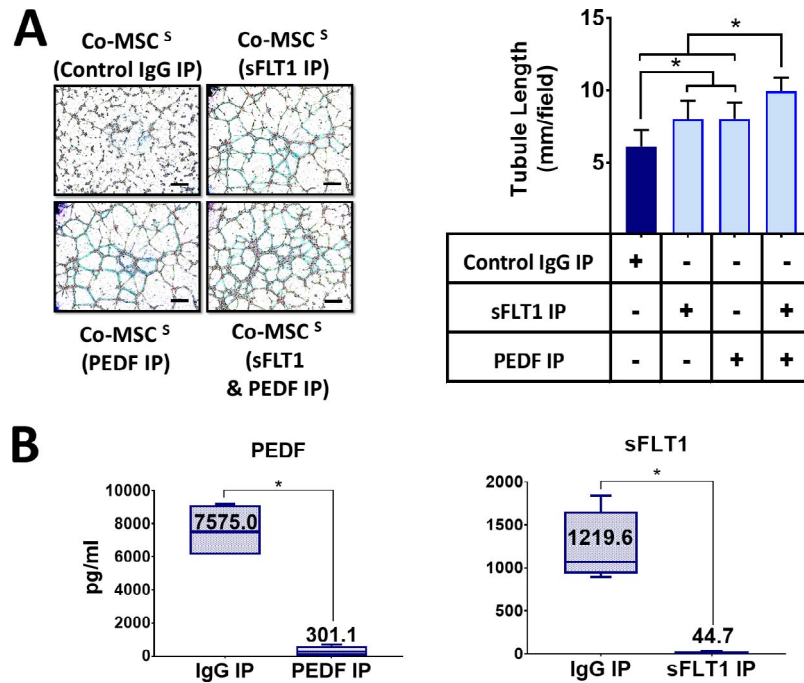 A
Co-MSC S
(Control IgG IP)
Co-MSC S
(sFLT1 IP)
Co-MSC S
(PEDF IP)
Co-MSC S
(sFLT1
& PEDF IP)
Tubule Length
(mm/field)
15
10
5
*
*
Control IgG IP + - - -
sFLT1 IP - + - +
PEDF IP - - + +
B
PEDF
pg/ml
10000
8000
6000
4000
2000
0
*
7575.0
301.1
IgG IP PEDF IP
sFLT1
2000
1500
1000
500
0
*
1219.6
44.7
IgG IP sFLT1 IP